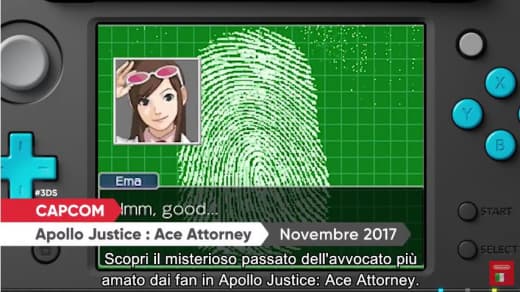 Ema
#3DS
Hmm, good...
CAPCOM
Apollo Justice : Ace Attorney
Novembre 2017
Scopri il misterioso passato dell'avvocato più
amato dai fan in Apollo Justice: Ace Attorney.
X
Y
B
START
SELECT